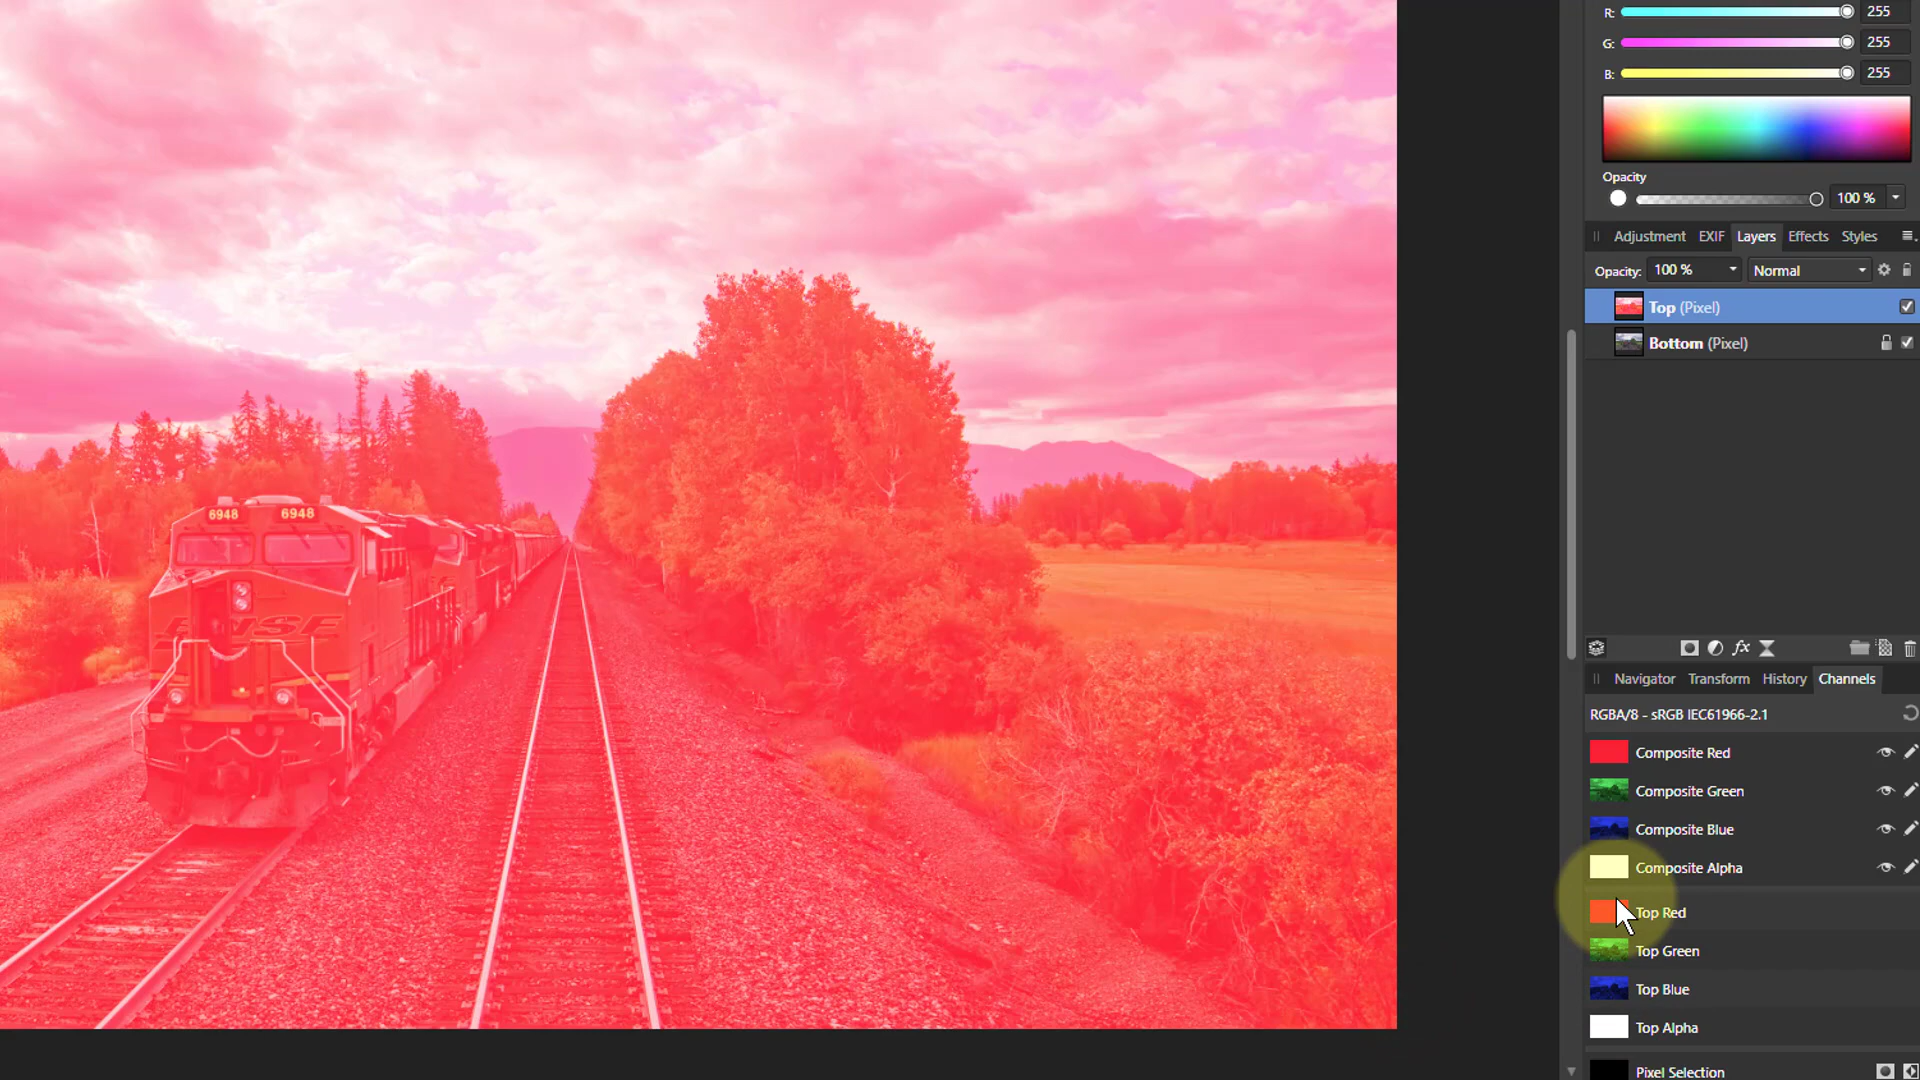 R: 255
G: 255
B: 255
Opacity
100 %
Adjustment EXIF Layers Effects Styles
Opacity: 100 % Normal
Top (Pixel)
Bottom (Pixel)
fx
Navigator Transform History Channels
RGBA/8 - sRGB IEC61966-2.1
Composite Red
Composite Green
Composite Blue
Composite Alpha
Top Red
Top Green
Top Blue
Top Alpha
Pixel Selection
6948 6948